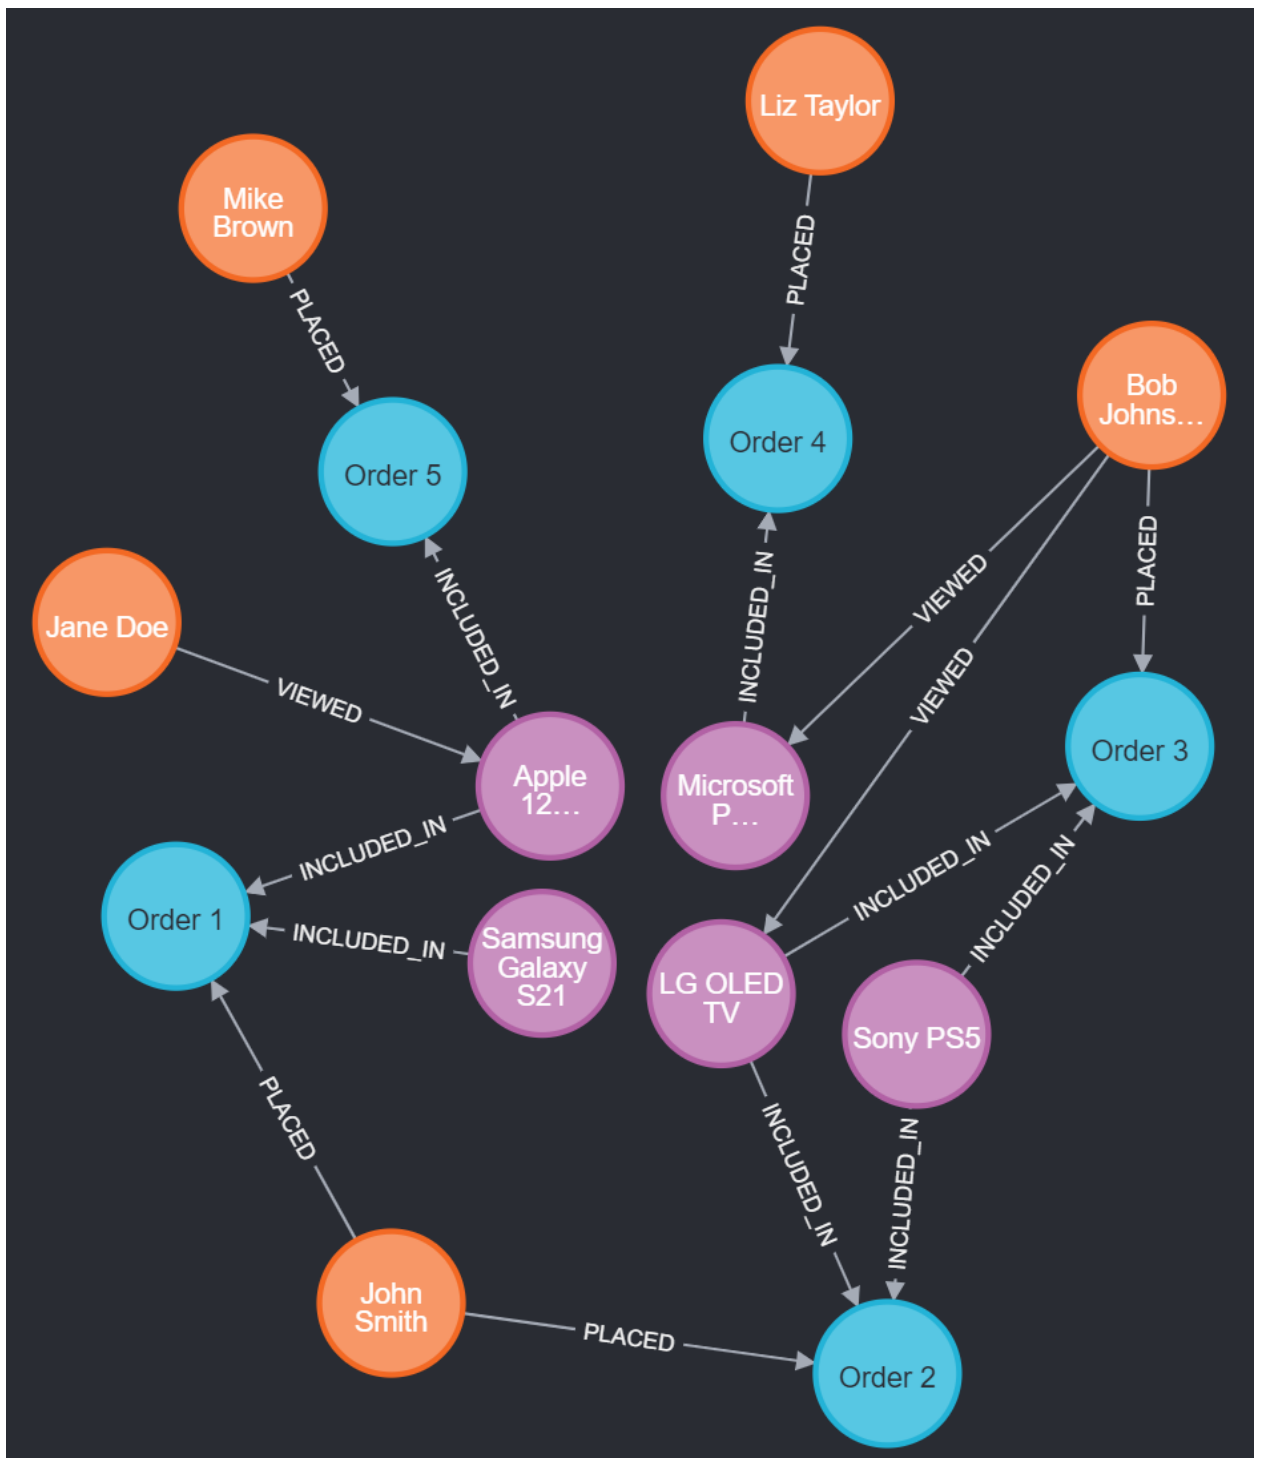 Liz Taylor
Mike
Brown
PLACED
PLACED
Bob
Johns...
Order 4
Order 5
PLACED
INCLUDED_IN
INCLUDED_IN
VIEWED
Jane Doe
VIEWED
VIEWED
Order 3
Apple
12...
Microsoft
P...
INCLUDED_IN
INCLUDED_IN
INCLUDED_IN
Order 1
INCLUDED_IN
Samsung
Galaxy
S21
LG OLED
TV
Sony PS5
PLACED
INCLUDED_IN
INCLUDED_IN
John
Smith
PLACED
Order 2